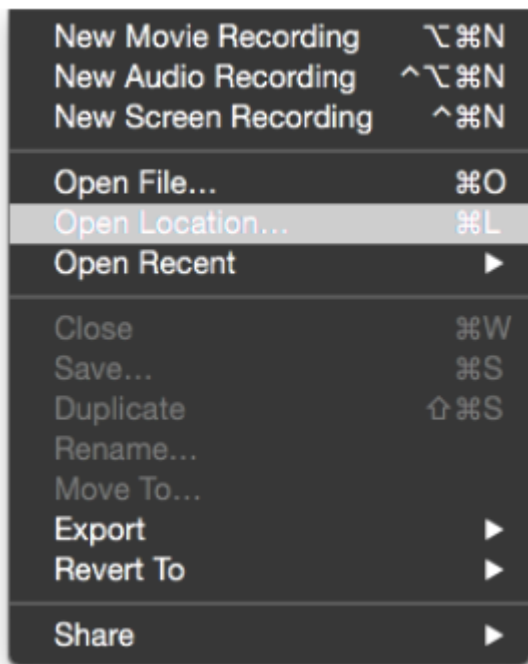 New Movie Recording ⌥⌘N
New Audio Recording ^⌥⌘N
New Screen Recording ^⌘N
Open File... ⌘O
Open Location... ⌘L
Open Recent ▶
Close ⌘W
Save... ⌘S
Duplicate ⇧⌘S
Rename...
Move To...
Export ▶
Revert To ▶
Share ▶